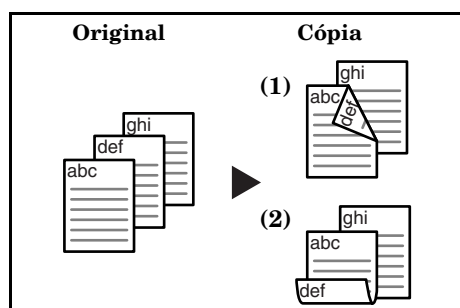 Original
Cópia
ghi
def
abc
(1)
ghi
abc
def
(2)
ghi
abc
def